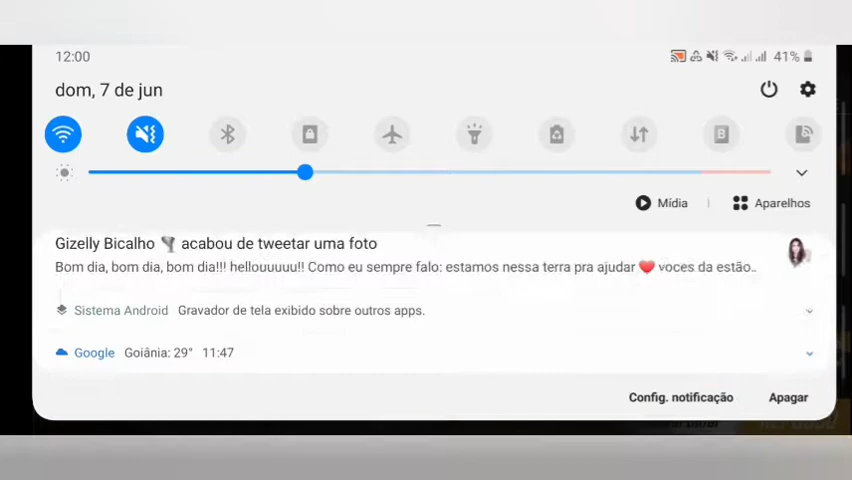 12:00 41%
dom, 7 de jun
Mídia | Aparelhos
Gizelly Bicalho 🌪 acabou de tweetar uma foto
Bom dia, bom dia, bom dia!!! hellouuuuu!! Como eu sempre falo: estamos nessa terra pra ajudar ❤️ voces da estão..
Sistema Android Gravador de tela exibido sobre outros apps.
Google Goiânia: 29° 11:47
Config. notificação Apagar